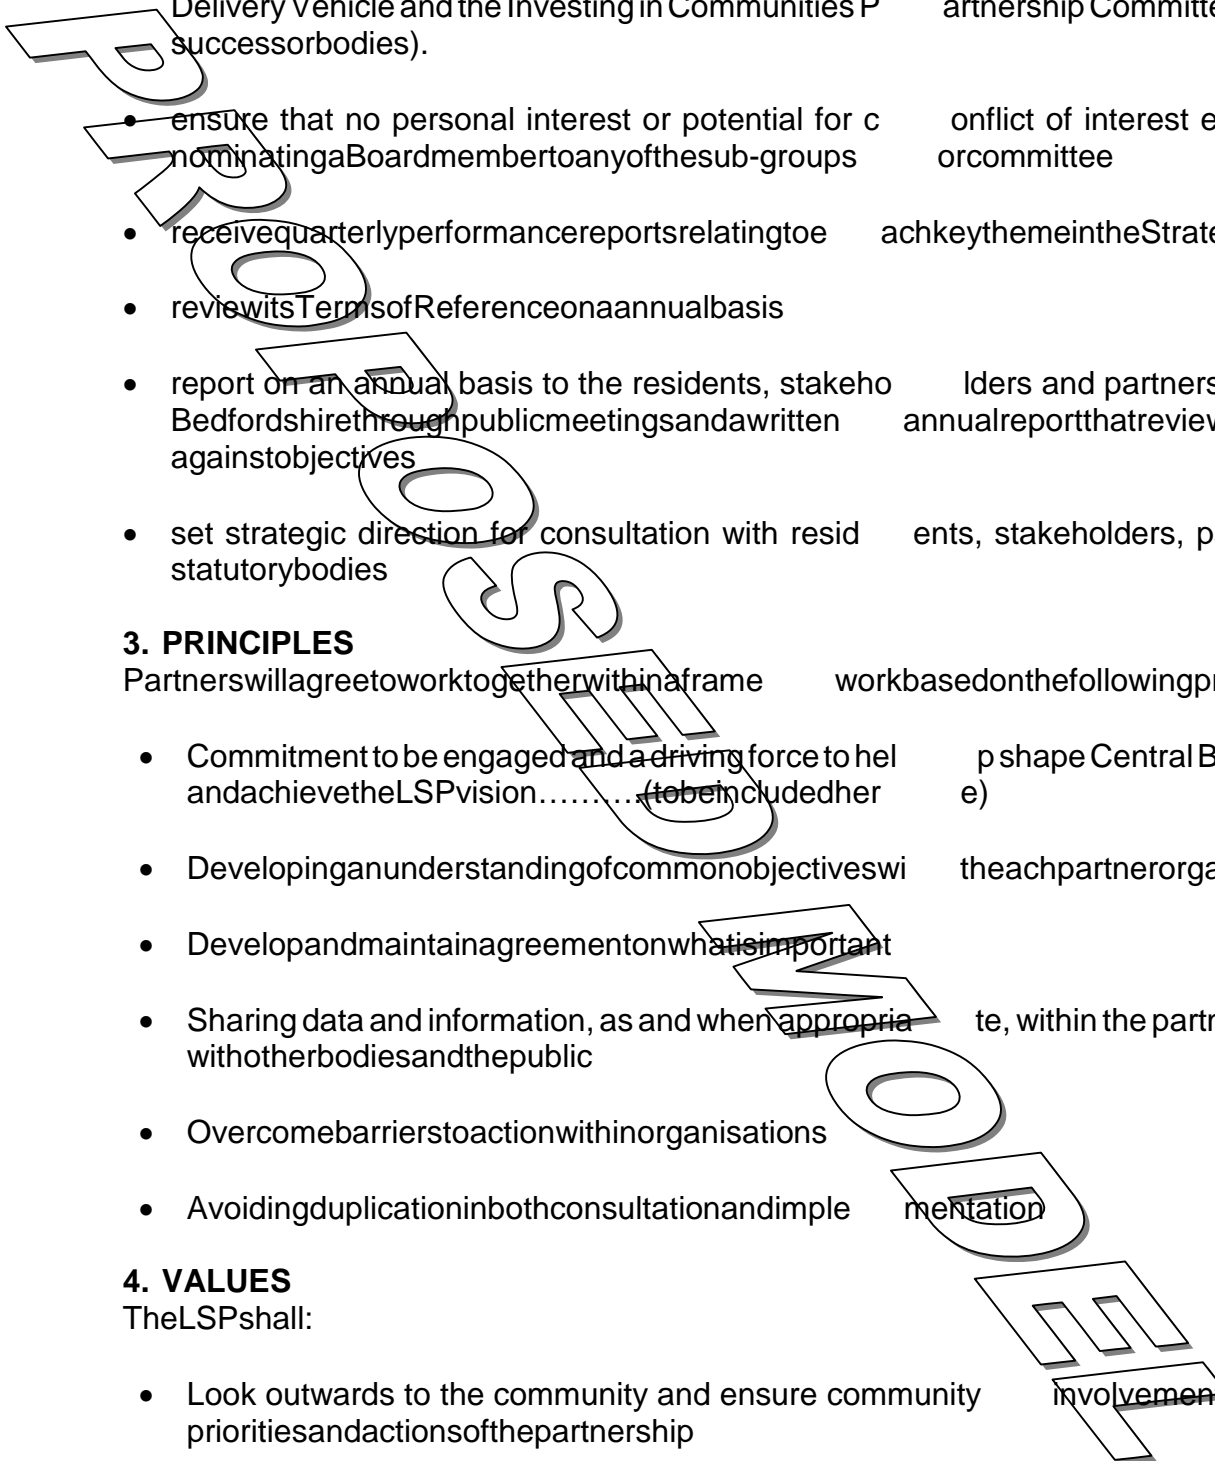 Delivery Vehicle and the Investing in Communities P artnership Committe
successorbodies).
• ensure that no personal interest or potential for c onflict of interest e
nominatingaBoardmembertoanyofthesub-groups orcommittee
• receivequarterlyperformancereportsrelatingtoe achkeythemeintheStrate
• reviewitsTermsofReferenceonaannualbasis
• report on an annual basis to the residents, stakeho lders and partners
Bedfordshirethroughpublicmeetingsandawritten annualreportthatreview
againstobjectives
• set strategic direction for consultation with resid ents, stakeholders, p
statutorybodies
3. PRINCIPLES
Partnerswillagreetoworktogetherwithinaframe workbasedonthefollowingpr
• Commitment to be engaged and a driving force to hel p shape Central B
andachievetheLSPvision……….(tobeincludedher e)
• Developinganunderstandingofcommonobjectiveswi theachpartnerorga
• Developandmaintainagreementonwhatisimportant
• Sharing data and information, as and when appropria te, within the partn
withotherbodiesandthepublic
• Overcomebarrierstoactionwithinorganisations
• Avoidingduplicationinbothconsultationandimple mentation
4. VALUES
TheLSPshall:
• Look outwards to the community and ensure community involvemen
prioritiesandactionsofthepartnership
PROPOSED MODEL